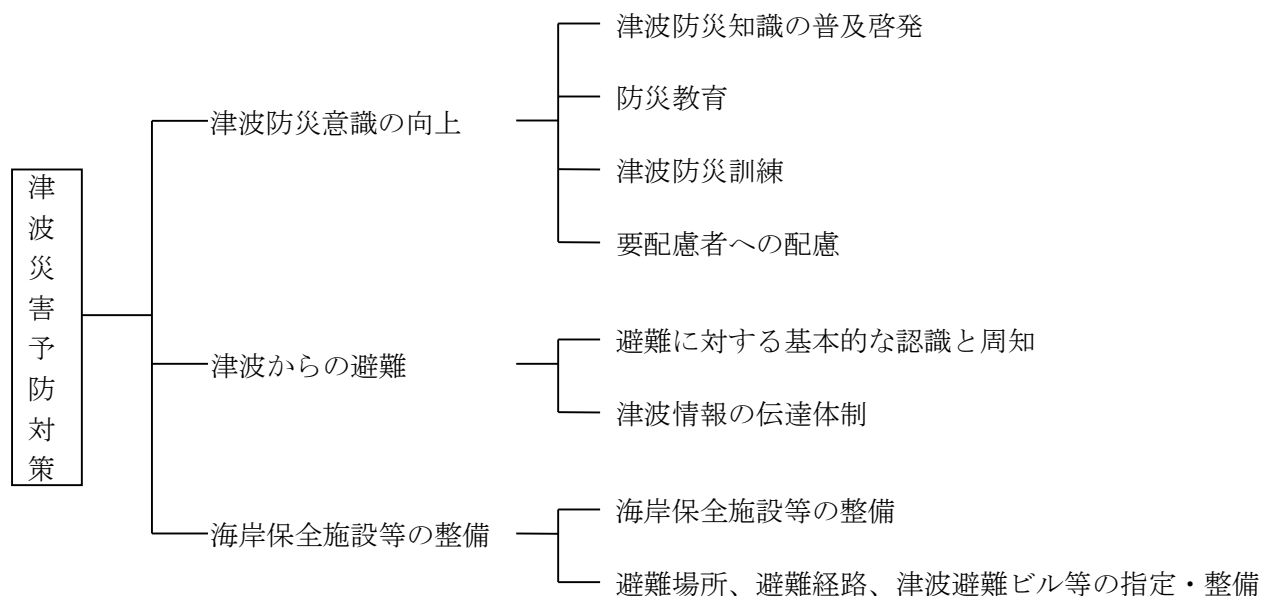 津波災害予防対策
津波防災意識の向上
津波防災知識の普及啓発
防災教育
津波防災訓練
要配慮者への配慮
津波からの避難
避難に対する基本的な認識と周知
津波情報の伝達体制
海岸保全施設等の整備
海岸保全施設等の整備
避難場所、避難経路、津波避難ビル等の指定・整備